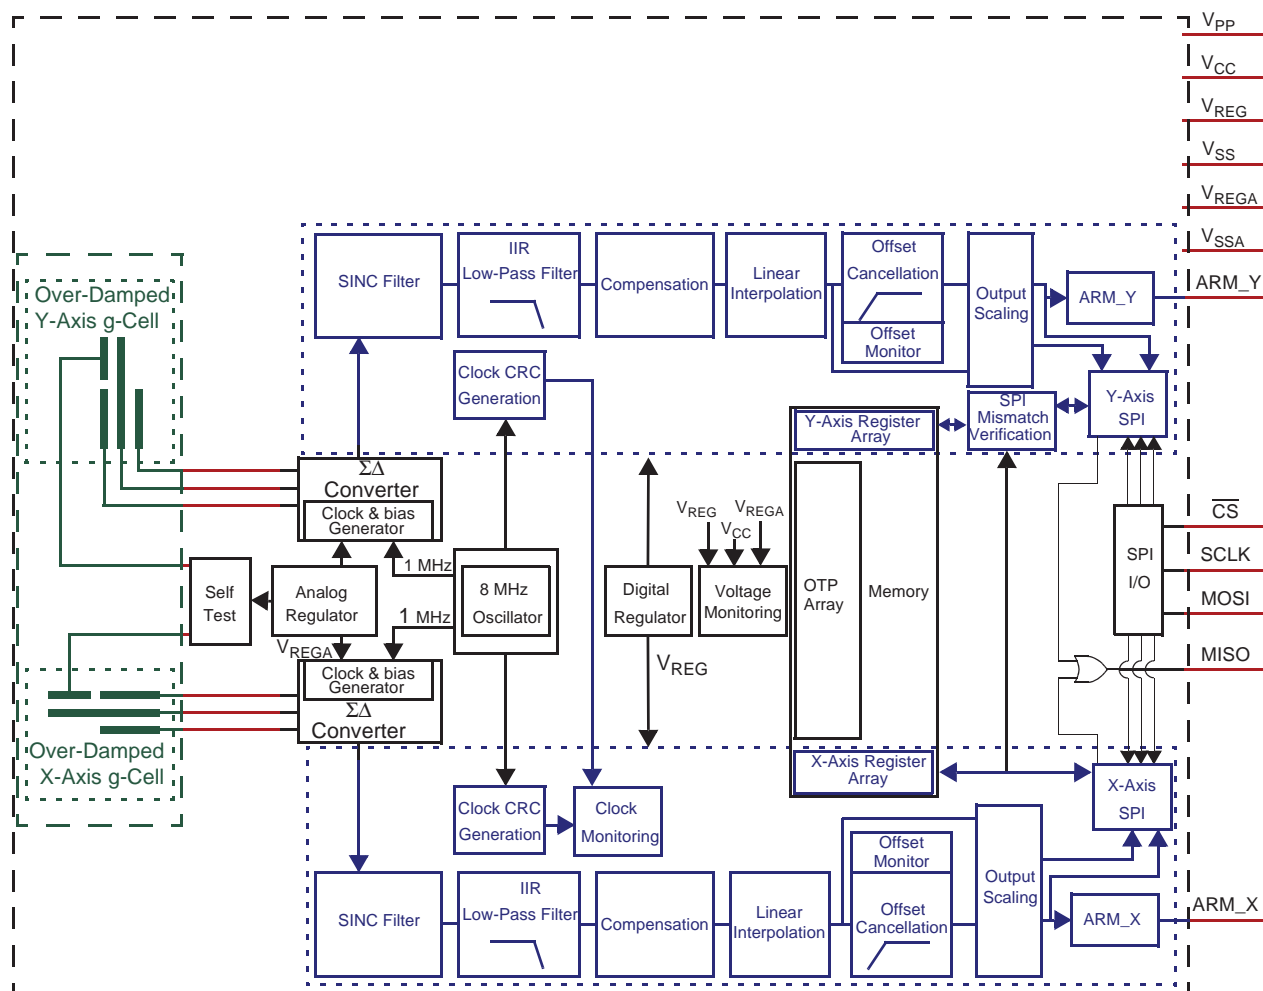 VPP
VCC
VREG
VSS
VREGA
VSSA
ARM_Y
Over-Damped
Y-Axis g-Cell
SINC Filter
IIR
Low-Pass Filter
Compensation
Linear
Interpolation
Offset
Cancellation
Offset
Monitor
Output
Scaling
ARM_Y
Clock CRC
Generation
Y-Axis Register
Array
SPI
Mismatch
Verification
Y-Axis
SPI
ΣΔ
Converter
Clock & bias
Generator
1 MHz
1 MHz
Self
Test
Analog
Regulator
VREGA
8 MHz
Oscillator
Digital
Regulator
VREG
VREG
VCC
VREGA
Voltage
Monitoring
OTP
Array
Memory
SPI
I/O
CS
SCLK
MOSI
MISO
Clock & bias
Generator
ΣΔ
Converter
Over-Damped
X-Axis g-Cell
X-Axis Register
Array
X-Axis
SPI
Clock CRC
Generation
Clock
Monitoring
SINC Filter
IIR
Low-Pass Filter
Compensation
Linear
Interpolation
Offset
Monitor
Offset
Cancellation
Output
Scaling
ARM_X
ARM_X